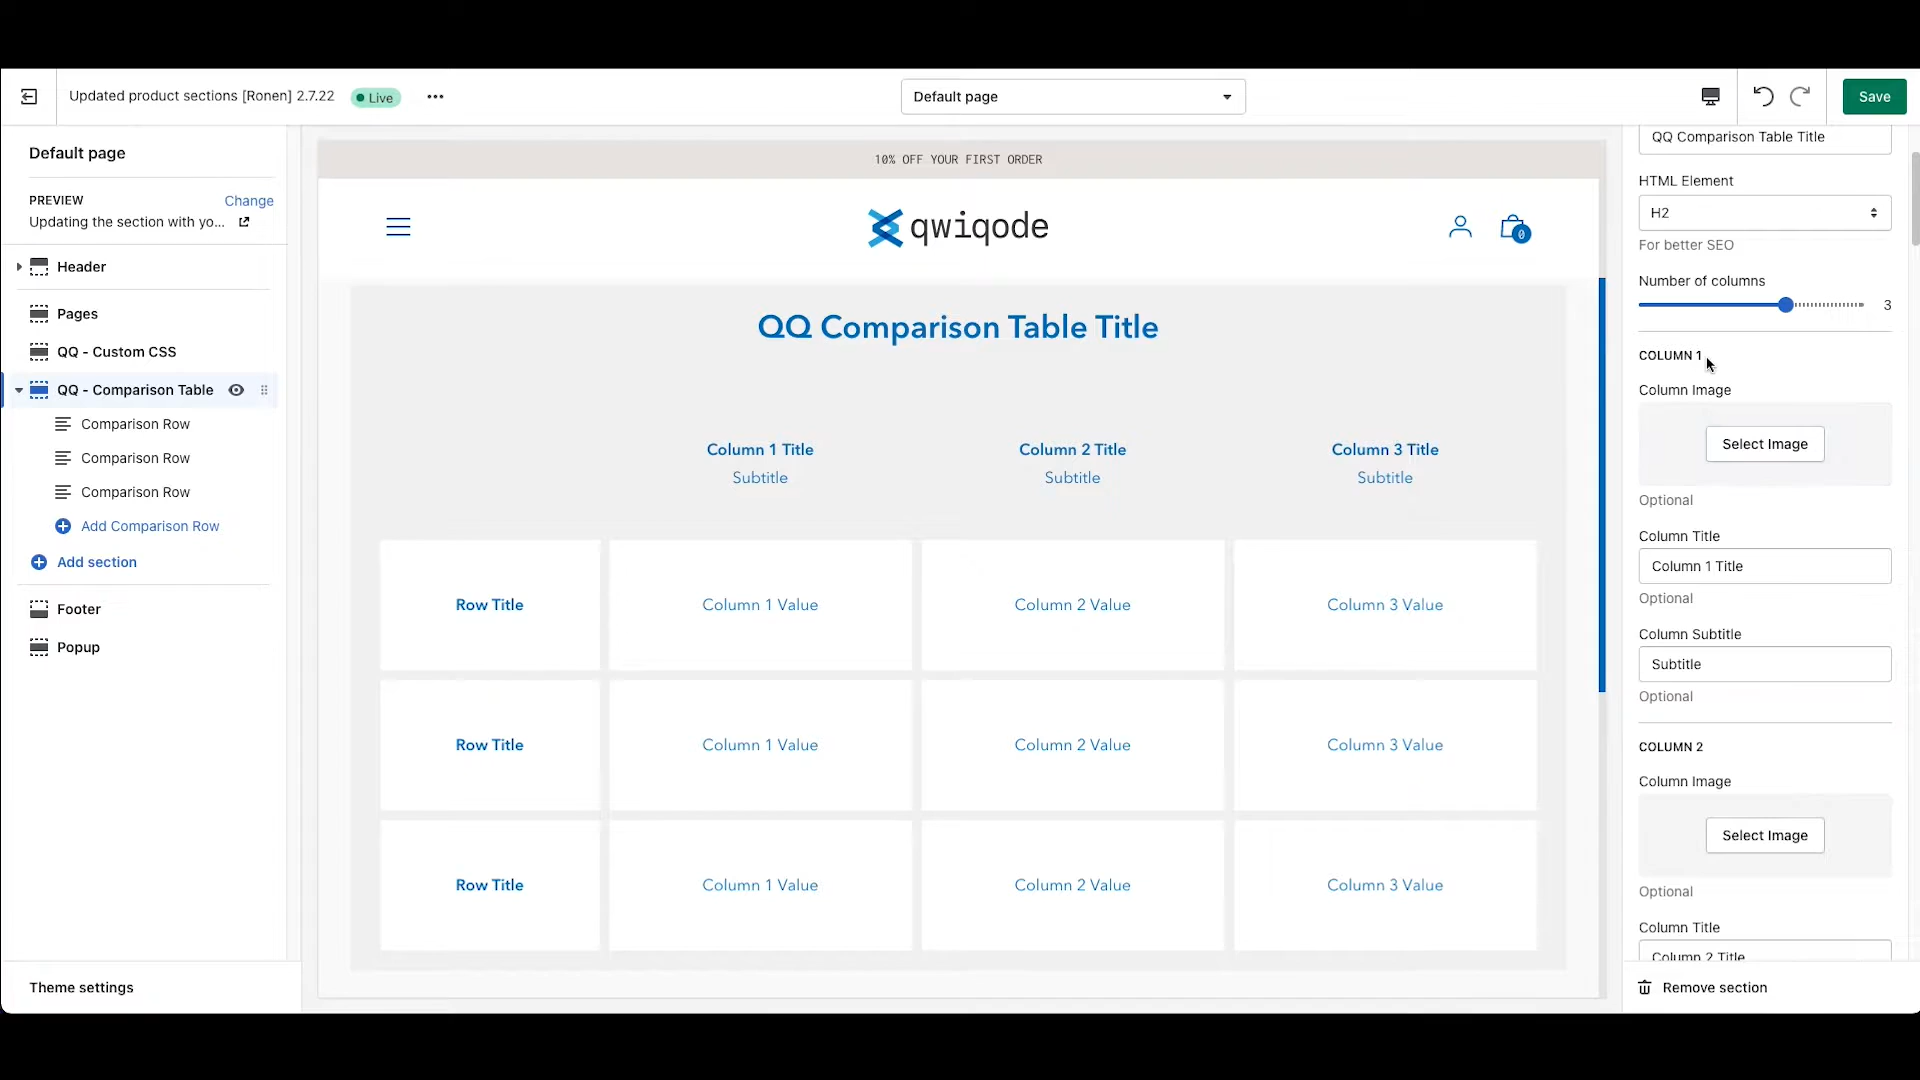 Updated product sections [Ronen] 2.7.22
Live
Default page
Save
Default page
PREVIEW
Change
Updating the section with yo...
Header
Pages
QQ - Custom CSS
QQ - Comparison Table
Comparison Row
Comparison Row
Comparison Row
Add Comparison Row
Add section
Footer
Popup
Theme settings
10% OFF YOUR FIRST ORDER
qwiqode
0
QQ Comparison Table Title
Column 1 Title
Column 2 Title
Column 3 Title
Subtitle
Subtitle
Subtitle
Row Title
Column 1 Value
Column 2 Value
Column 3 Value
Row Title
Column 1 Value
Column 2 Value
Column 3 Value
Row Title
Column 1 Value
Column 2 Value
Column 3 Value
QQ Comparison Table Title
HTML Element
H2
For better SEO
Number of columns
3
COLUMN 1
Column Image
Select Image
Optional
Column Title
Column 1 Title
Optional
Column Subtitle
Subtitle
Optional
COLUMN 2
Column Image
Select Image
Optional
Column Title
Column 2 Title
Remove section